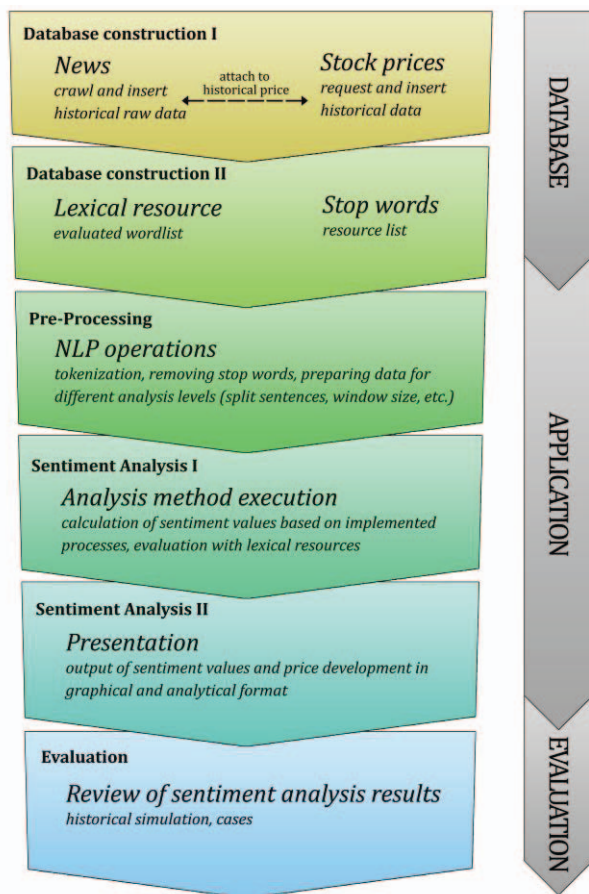 Database construction I
News
crawl and insert
historical raw data
attach to
historical price
Stock prices
request and insert
historical data
Database construction II
Lexical resource
evaluated wordlist
Stop words
resource list
Pre-Processing
NLP operations
tokenization, removing stop words, preparing data for
different analysis levels (split sentences, window size, etc.)
Sentiment Analysis I
Analysis method execution
calculation of sentiment values based on implemented
processes, evaluation with lexical resources
Sentiment Analysis II
Presentation
output of sentiment values and price development in
graphical and analytical format
Evaluation
Review of sentiment analysis results
historical simulation, cases
DATABASE
APPLICATION
EVALUATION